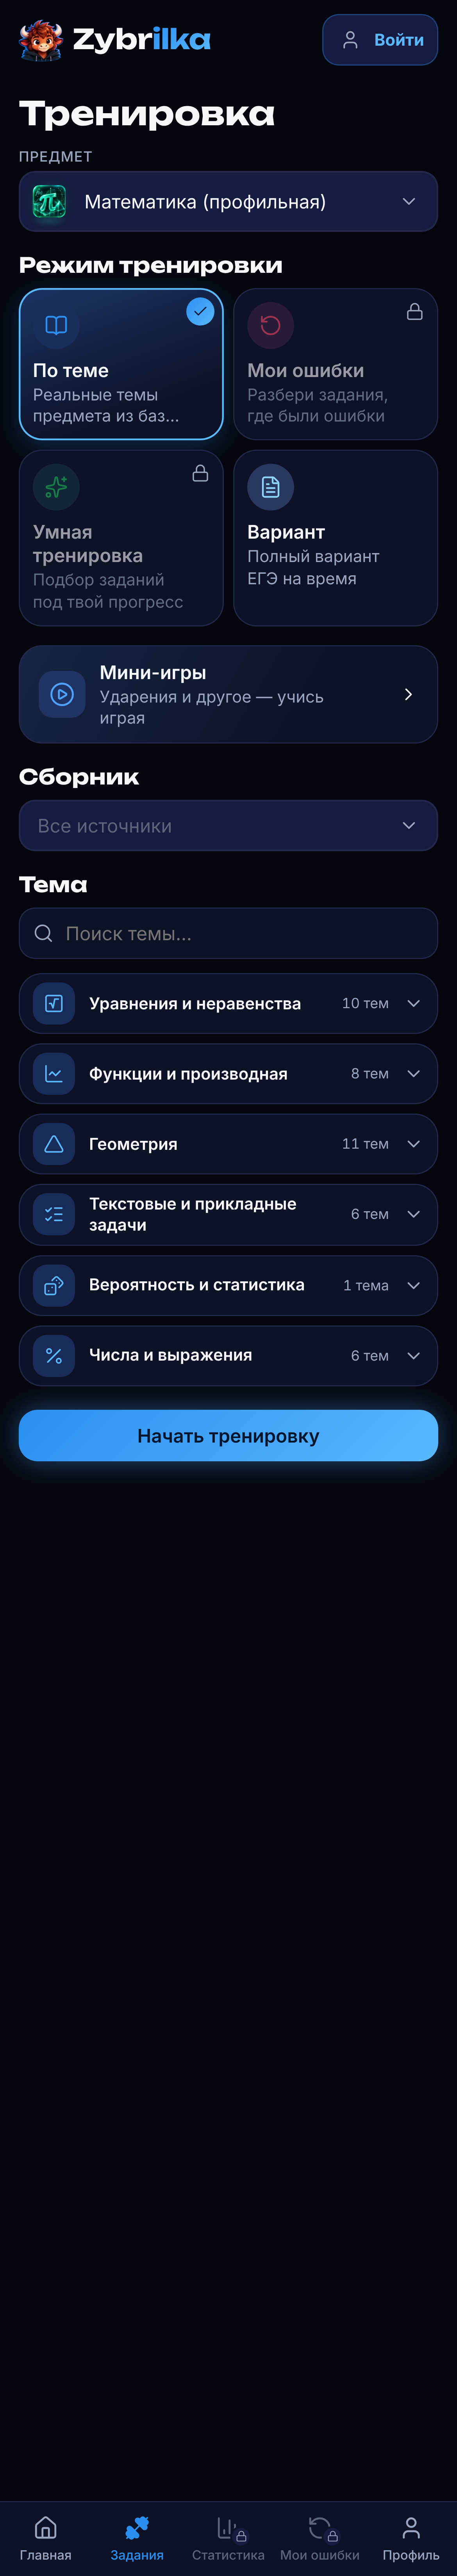 Zybrilka
Войти
Тренировка
ПРЕДМЕТ
Математика (профильная)
Режим тренировки
По теме
Реальные темы
предмета из баз...
Мои ошибки
Разбери задания,
где были ошибки
Умная
тренировка
Подбор заданий
под твой прогресс
Вариант
Полный вариант
ЕГЭ на время
Мини-игры
Ударения и другое — учись
играя
Сборник
Все источники
Тема
Поиск темы...
Уравнения и неравенства 10 тем
Функции и производная 8 тем
Геометрия 11 тем
Текстовые и прикладные
задачи 6 тем
Вероятность и статистика 1 тема
Числа и выражения 6 тем
Начать тренировку
Главная Задания Статистика Мои ошибки Профиль